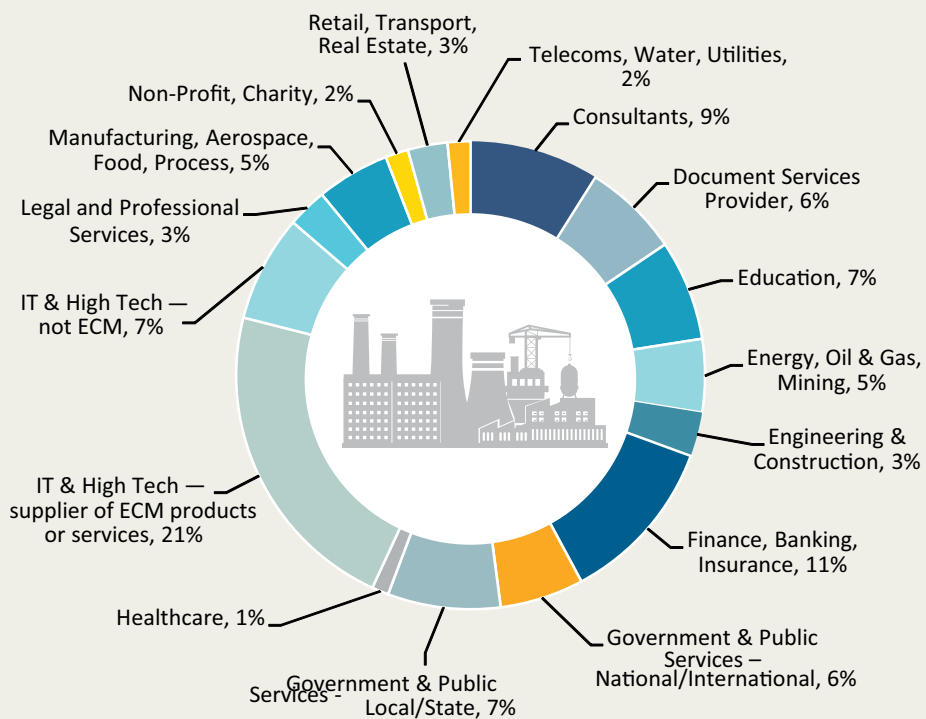 Retail, Transport,
Real Estate, 3%
Telecoms, Water, Utilities,
2%
Consultants, 9%
Document Services
Provider, 6%
Education, 7%
Energy, Oil & Gas,
Mining, 5%
Engineering &
Construction, 3%
Finance, Banking,
Insurance, 11%
Government & Public
Services –
National/International, 6%
Government & Public
Services -
Local/State, 7%
Healthcare, 1%
IT & High Tech —
supplier of ECM products
or services, 21%
IT & High Tech —
not ECM, 7%
Legal and Professional
Services, 3%
Manufacturing, Aerospace,
Food, Process, 5%
Non-Profit, Charity, 2%